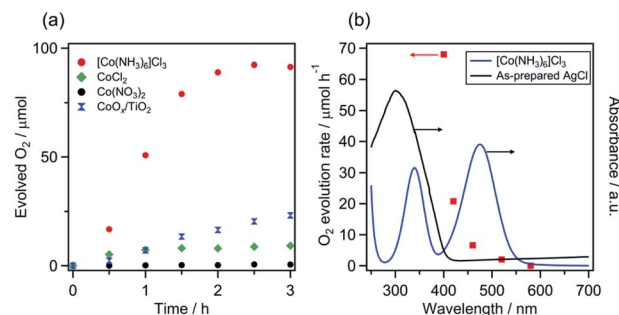 (a)
(b)
100
50
0
0
1
2
3
Evolved O₂ / μmol
Time / h
[Co(NH₃)₆]Cl₃
CoCl₂
Co(NO₃)₂
CoOₓ/TiO₂
70
60
50
40
30
20
10
0
300
400
500
600
700
O₂ evolution rate / μmol h⁻¹
Wavelength / nm
Absorbance / a.u.
[Co(NH₃)₆]Cl₃
As-prepared AgCl